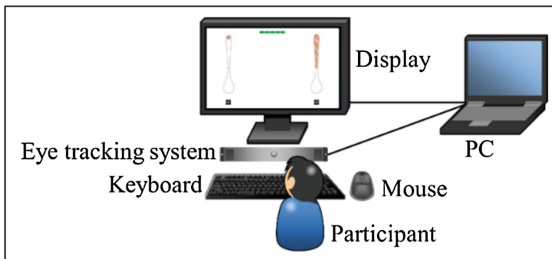 Display
PC
Eye tracking system
Keyboard
Mouse
Participant